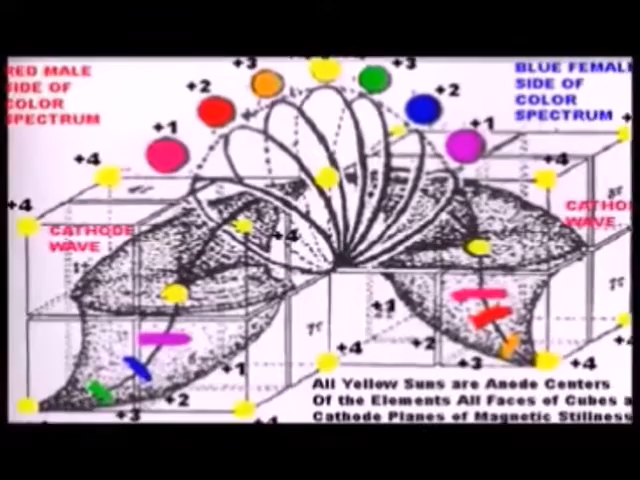 RED MALE
SIDE OF
COLOR
SPECTRUM
BLUE FEMALE
SIDE OF
COLOR
SPECTRUM
+3
+3
+2
+2
+1
+1
+4
+4
+4
CATHODE
WAVE
+4
CATHO
WAVE
+1
+2
+3
+4
+4
+1
+2
+3
All Yellow Suns are Anode Centers
Of the Elements All Faces of Cubes a
Cathode Planes of Magnetic Stillness